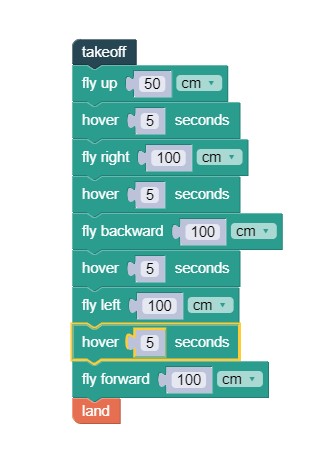 takeoff
fly up 50 cm
hover 5 seconds
fly right 100 cm
hover 5 seconds
fly backward 100 cm
hover 5 seconds
fly left 100 cm
hover 5 seconds
fly forward 100 cm
land